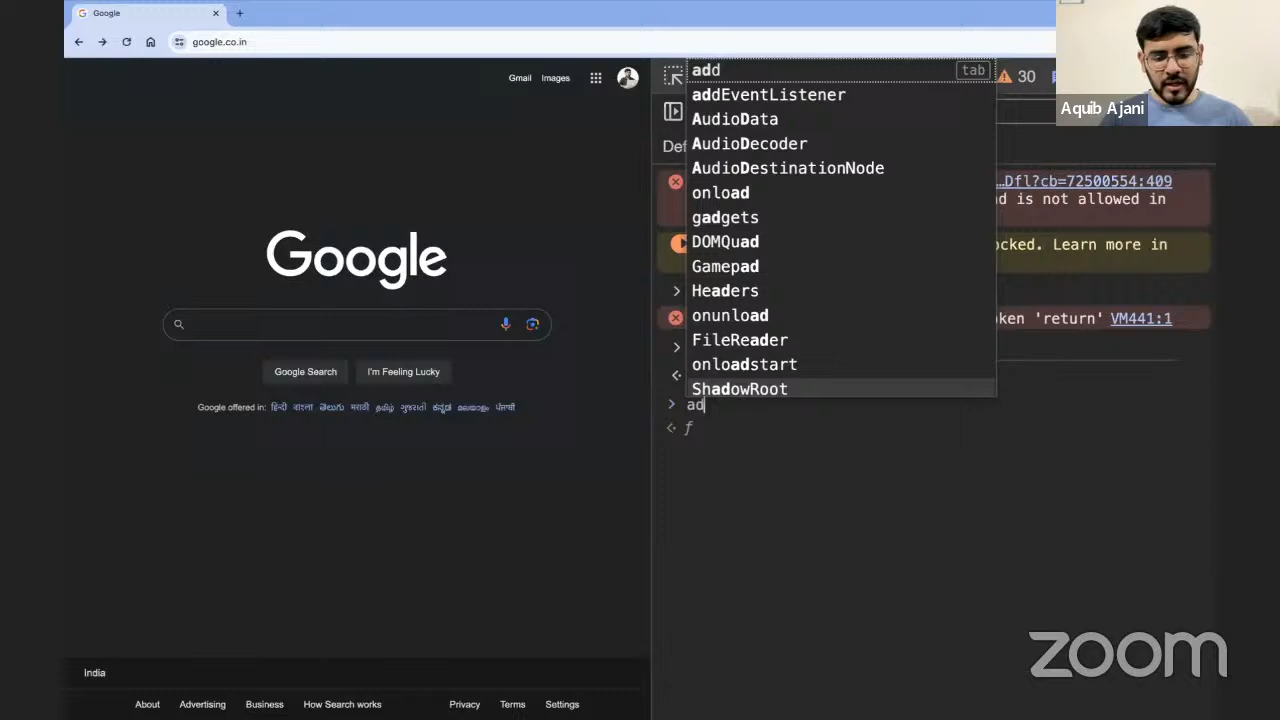 Google
google.co.in
Gmail Images
Google
Google Search I'm Feeling Lucky
Google offered in: हिन्दी বাংলা తెలుగు मराठी தமிழ் ગુજરાતી ಕನ್ನಡ മലയാളം ਪੰਜਾਬੀ
India
About Advertising Business How Search works Privacy Terms Settings
add tab
addEventListener
AudioData
AudioDecoder
AudioDestinationNode
onload
gadgets
DOMQuad
Gamepad
Headers
onunload
FileReader
onloadstart
ShadowRoot
30
Def
…Dfl?cb=72500554:409
d is not allowed in
ocked. Learn more in
ken 'return' VM441:1
ad
f
Aquib Ajani
zoom